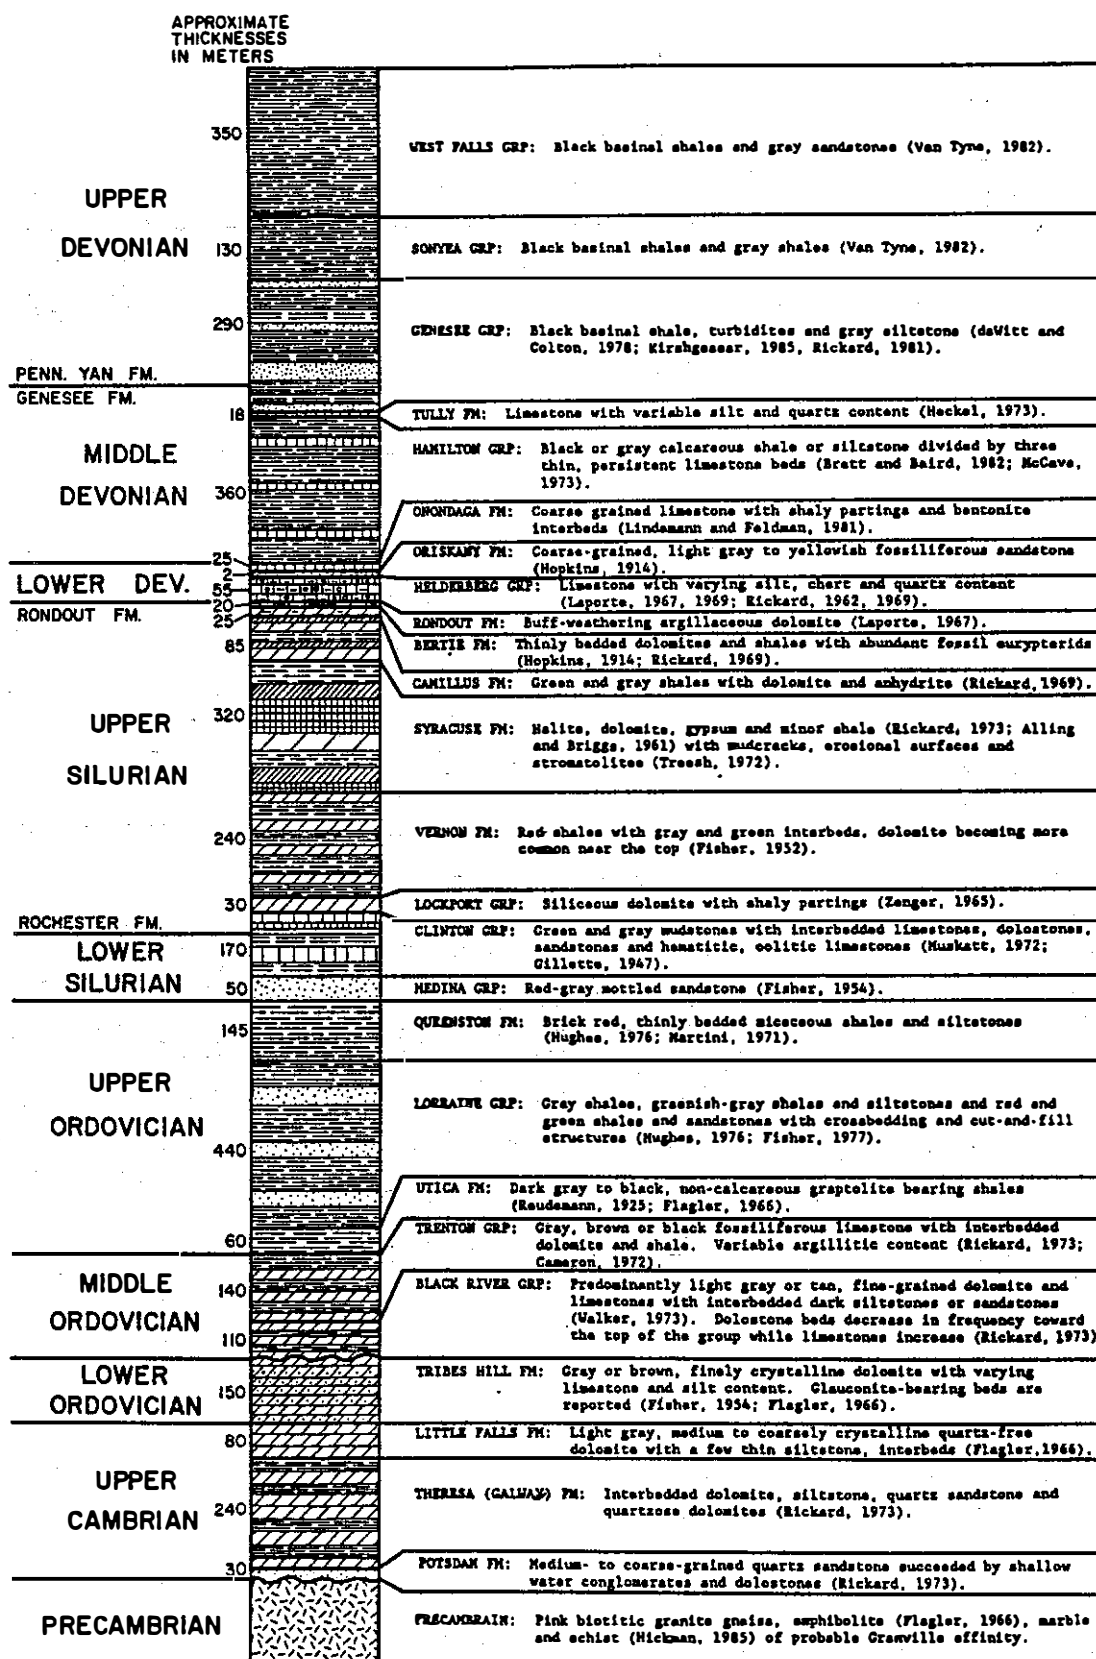 APPROXIMATE
THICKNESSES
IN METERS
350
WEST FALLS GRP: Black basinal shales and gray sandstones (Van Tyne, 1982).
UPPER
DEVONIAN
130
SONYEA GRP: Black basinal shales and gray shales (Van Tyne, 1982).
290
GENESEE GRP: Black basinal shale, turbidites and gray siltstone (deWitt and
Colton, 1978; Kirshgessar, 1985, Rickard, 1981).
PENN. YAN FM.
GENESEE FM.
18
TULLY FM: Limestone with variable silt and quartz content (Heckel, 1973).
MIDDLE
DEVONIAN
HAMILTON GRP: Black or gray calcareous shale or siltstone divided by three
thin, persistent limestone beds (Brett and Baird, 1982; McCave,
1973).
360
ONONDAGA FM: Coarse grained limestone with shaly partings and bentonite
interbeds (Lindemann and Feldman, 1981).
25
ORISKANY FM: Coarse-grained, light gray to yellowish fossiliferous sandstone
(Hopkins, 1914).
2
LOWER DEV.
55
HELDERBERG GRP: Limestone with varying silt, chert and quartz content
(Laporte, 1967, 1969; Rickard, 1962, 1969).
20
RONDOUT FM.
RONDOUT FM: Buff-weathering argillaceous dolomite (Laporte, 1967).
25
BERTIE FM: Thinly bedded dolomites and shales with abundant fossil eurypterids
(Hopkins, 1914; Rickard, 1969).
85
CAMILLUS FM: Green and gray shales with dolomite and anhydrite (Rickard, 1969).
UPPER
SILURIAN
320
SYRACUSE FM: Halite, dolomite, gypsum and minor shale (Rickard, 1973; Alling
and Briggs, 1961) with mudcracks, erosional surfaces and
stromatolites (Treesh, 1972).
240
VERNON FM: Red shales with gray and green interbeds, dolomite becoming more
common near the top (Fisher, 1952).
30
LOCKPORT GRP: Siliceous dolomite with shaly partings (Zenger, 1965).
ROCHESTER FM.
LOWER
SILURIAN
170
CLINTON GRP: Green and gray mudstones with interbedded limestones, dolostones,
sandstones and hematitic, oolitic limestones (Muskatt, 1972;
Gillette, 1947).
50
MEDINA GRP: Red-gray mottled sandstone (Fisher, 1954).
145
QUEENSTON FM: Brick red, thinly bedded micaceous shales and siltstones
(Hughes, 1976; Martini, 1971).
UPPER
ORDOVICIAN
LORRAINE GRP: Gray shales, greenish-gray shales and siltstones and red and
green shales and sandstones with crossbedding and cut-and-fill
structures (Hughes, 1976; Fisher, 1977).
440
UTICA FM: Dark gray to black, non-calcareous graptolite bearing shales
(Reudemann, 1925; Flagler, 1966).
60
TRENTON GRP: Gray, brown or black fossiliferous limestone with interbedded
dolomite and shale. Variable argillitic content (Rickard, 1973;
Cameron, 1972).
MIDDLE
ORDOVICIAN
140
110
BLACK RIVER GRP: Predominantly light gray or tan, fine-grained dolomite and
limestones with interbedded dark siltstones or sandstones
(Walker, 1973). Dolostone beds decrease in frequency toward
the top of the group while limestones increase (Rickard, 1973)
LOWER
ORDOVICIAN
150
TRIBES HILL FM: Gray or brown, finely crystalline dolomite with varying
limestone and silt content. Glauconite-bearing beds are
reported (Fisher, 1954; Flagler, 1966).
80
LITTLE FALLS FM: Light gray, medium to coarsely crystalline quartz-free
dolomite with a few thin siltstone, interbeds (Flagler, 1966).
UPPER
CAMBRIAN
240
THERESA (GALWAY) FM: Interbedded dolomite, siltstone, quartz sandstone and
quartzose dolomites (Rickard, 1973).
30
POTSDAM FM: Medium- to coarse-grained quartz sandstone succeeded by shallow
water conglomerates and dolostones (Rickard, 1973).
PRECAMBRIAN
PRECAMBRAIN: Pink biotitic granite gneiss, amphibolite (Flagler, 1966), marble
and schist (Hickman, 1985) of probable Grenville affinity.